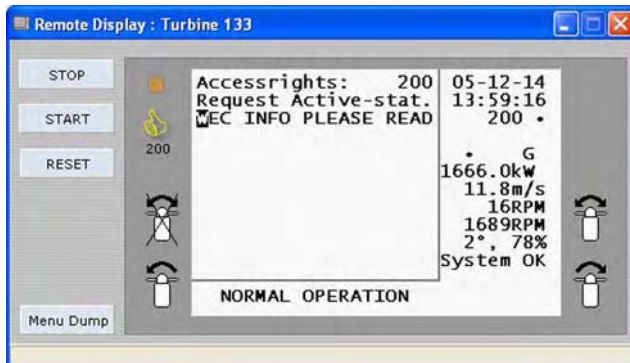 Remote Display : Turbine 133
STOP
START
RESET
Menu Dump
200
Accessrights: 200
Request Active-stat.
WEC INFO PLEASE READ
NORMAL OPERATION
05-12-14
13:59:16
200 •
• G
1666.0kW
11.8m/s
16RPM
1689RPM
2°, 78%
System OK